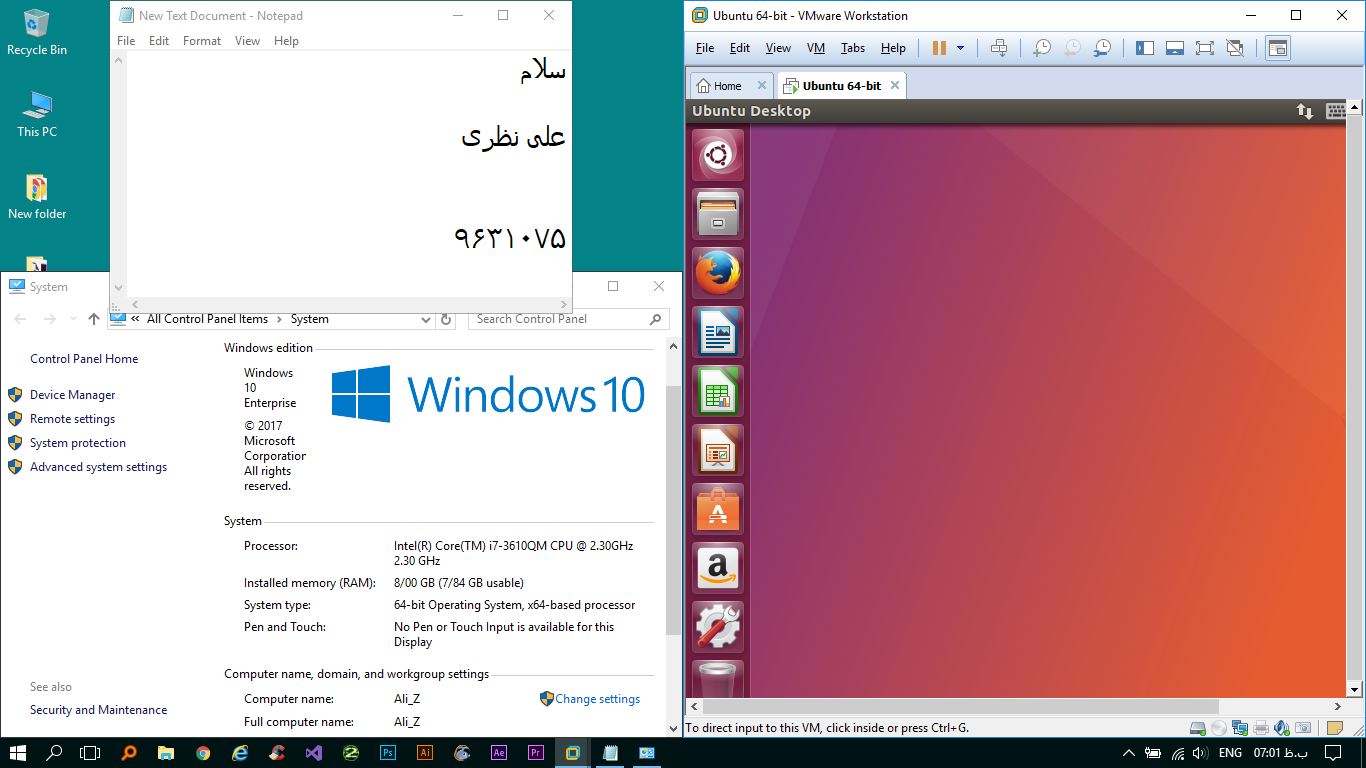 Recycle Bin
This PC
New folder
New Text Document - Notepad
File Edit Format View Help
سلام
علی نظری
۹۶۳۱۰۷۵
System
« All Control Panel Items › System
Search Control Panel
Control Panel Home
Device Manager
Remote settings
System protection
Advanced system settings
See also
Security and Maintenance
Windows edition
Windows
10
Enterprise
© 2017
Microsoft
Corporation
All rights
reserved.
Windows 10
System
Processor: Intel(R) Core(TM) i7-3610QM CPU @ 2.30GHz
2.30 GHz
Installed memory (RAM): 8/00 GB (7/84 GB usable)
System type: 64-bit Operating System, x64-based processor
Pen and Touch: No Pen or Touch Input is available for this
Display
Computer name, domain, and workgroup settings
Computer name: Ali_Z
Change settings
Full computer name: Ali_Z
Ubuntu 64-bit - VMware Workstation
File Edit View VM Tabs Help
Home
Ubuntu 64-bit
Ubuntu Desktop
To direct input to this VM, click inside or press Ctrl+G.
Ps Ai Ae Pr
ENG
07:01 ب.ظ